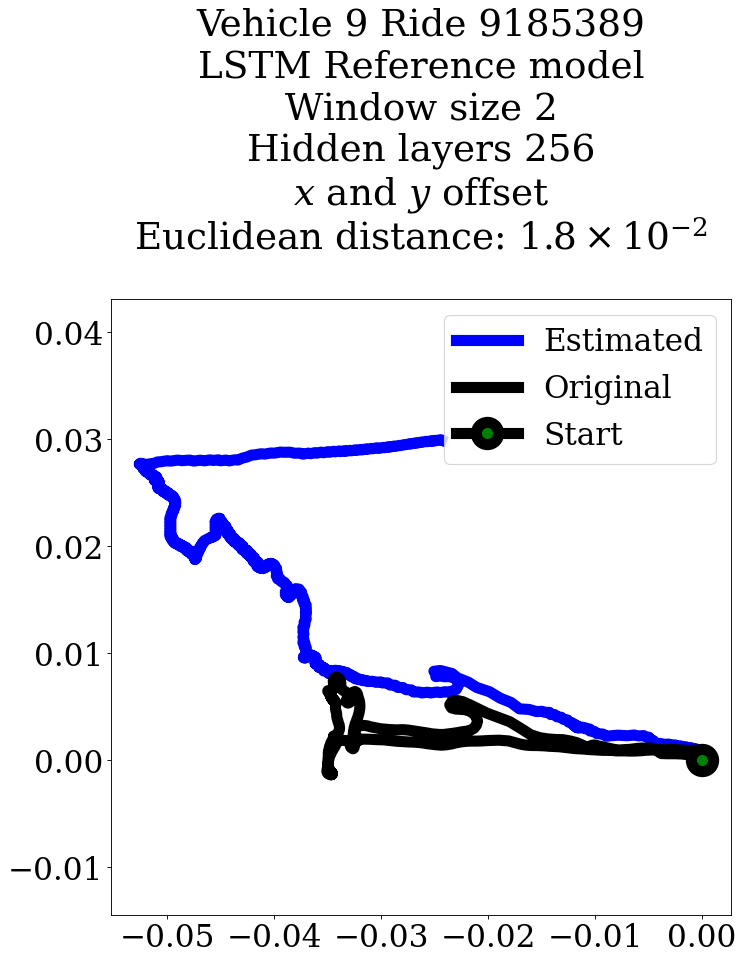 Vehicle 9 Ride 9185389
LSTM Reference model
Window size 2
Hidden layers 256
x and y offset
Euclidean distance: 1.8 × 10⁻²
Estimated
Original
Start
0.04
0.03
0.02
0.01
0.00
−0.01
−0.05 −0.04 −0.03 −0.02 −0.01 0.00